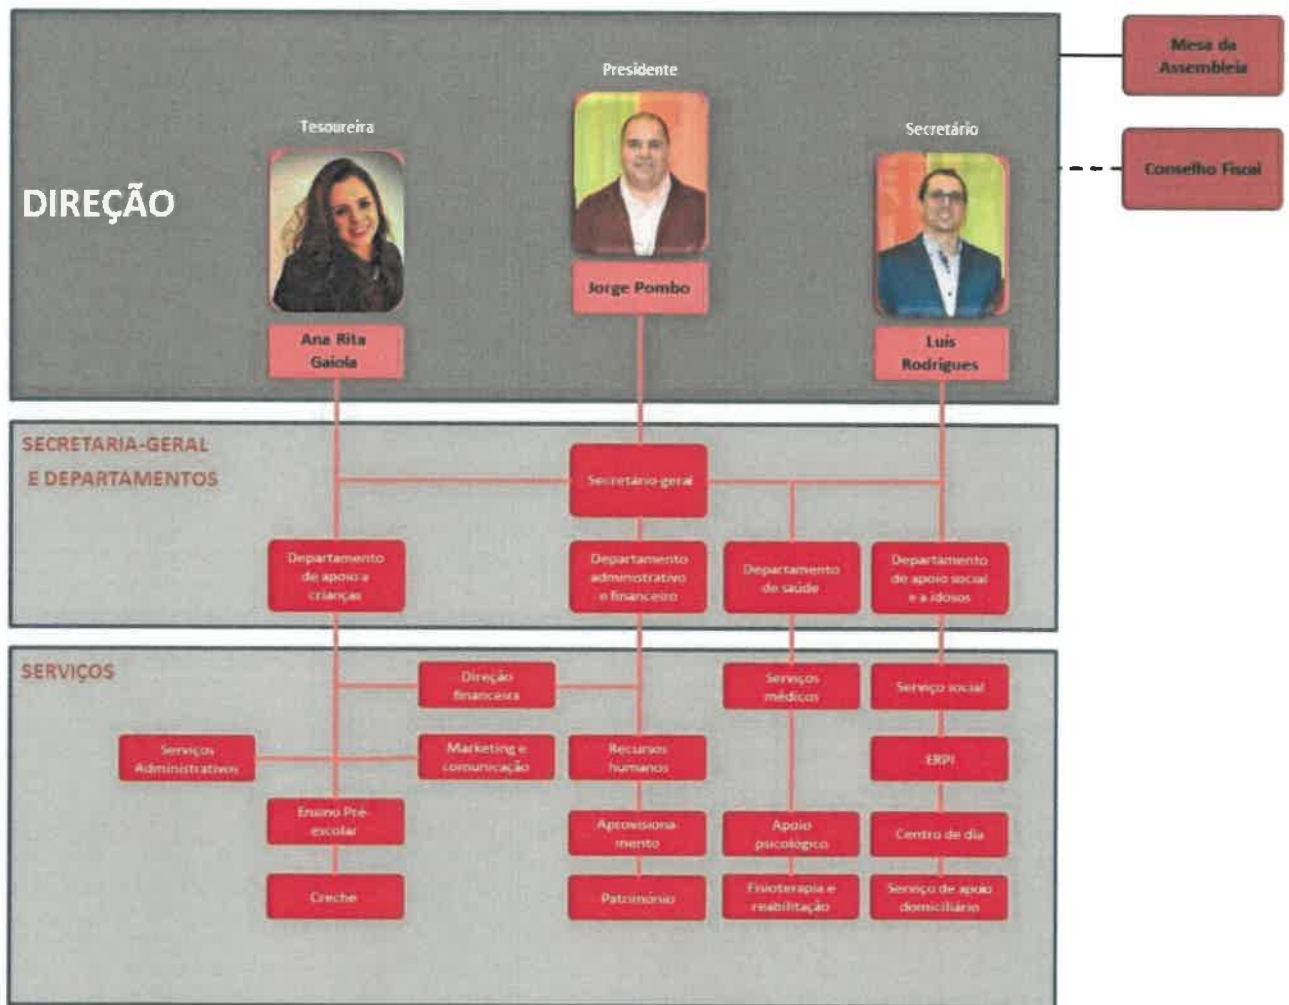 Mesa da
Assembleia
Presidente
Tesoureira
Secretário
Conselho Fiscal
DIREÇÃO
Jorge Pombo
Ana Rita
Gaiola
Luís
Rodrigues
SECRETARIA-GERAL
E DEPARTAMENTOS
Secretário-geral
Departamento
de apoio a
crianças
Departamento
administrativo
e financeiro
Departamento
de saúde
Departamento
de apoio social
e a idosos
SERVIÇOS
Direção
financeira
Serviços
médicos
Serviço social
Serviços
Administrativos
Marketing e
comunicação
Recursos
humanos
ERPI
Ensino Pré-
escolar
Aprovisiona-
mento
Apoio
psicológico
Centro de dia
Creche
Património
Fisioterapia e
reabilitação
Serviço de apoio
domiciliário